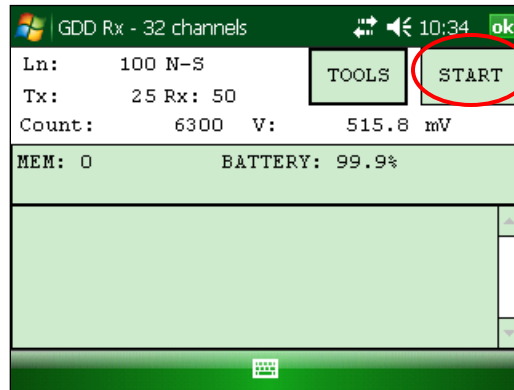 GDD Rx - 32 channels 10:34 ok
Ln: 100 N-S
TOOLS START
Tx: 25 Rx: 50
Count: 6300 V: 515.8 mV
MEM: 0 BATTERY: 99.9%